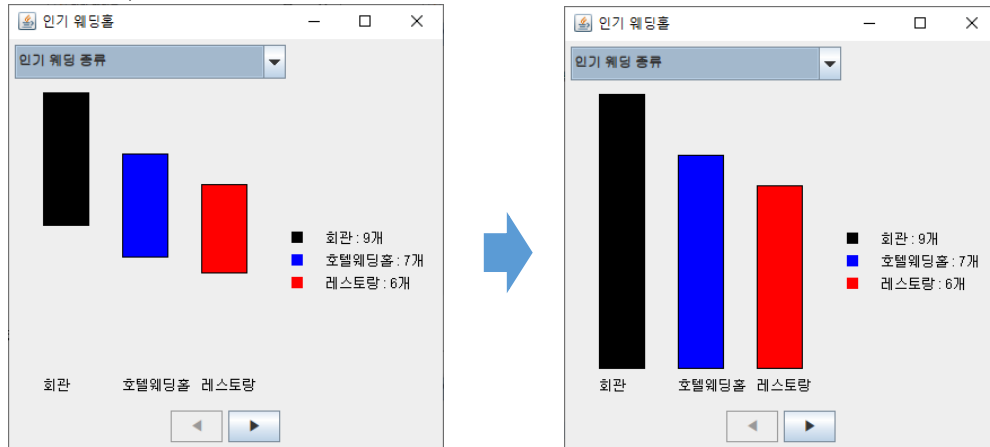 인기 웨딩홀
인기 웨딩 종류
회관 : 9개
호텔웨딩홀 : 7개
레스토랑 : 6개
회관 호텔웨딩홀 레스토랑
인기 웨딩홀
인기 웨딩 종류
회관 : 9개
호텔웨딩홀 : 7개
레스토랑 : 6개
회관 호텔웨딩홀 레스토랑